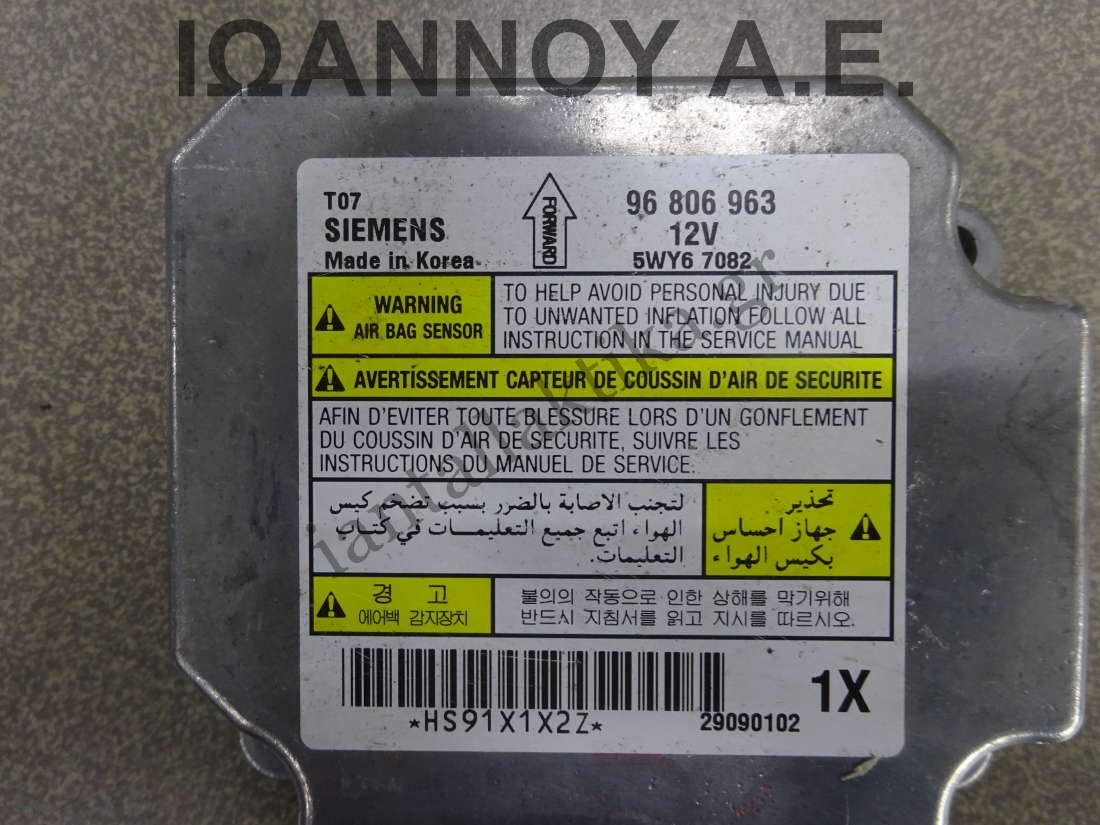 ΙΩΑΝΝΟΥ Α.Ε.
T07
SIEMENS
Made in Korea
FORWARD
96 806 963
12V
5WY6 7082
WARNING
AIR BAG SENSOR
TO HELP AVOID PERSONAL INJURY DUE
TO UNWANTED INFLATION FOLLOW ALL
INSTRUCTION IN THE SERVICE MANUAL
AVERTISSEMENT CAPTEUR DE COUSSIN D'AIR DE SECURITE
AFIN D'EVITER TOUTE BLESSURE LORS D'UN GONFLEMENT
DU COUSSIN D'AIR DE SECURITE, SUIVRE LES
INSTRUCTIONS DU MANUEL DE SERVICE.
تحذير
جهاز احساس
بكيس الهواء
لتجنب الاصابة بالضرر بسبب تضخم كيس
الهواء اتبع جميع التعليمات في كتاب
التعليمات.
경 고
에어백 감지장치
불의의 작동으로 인한 상해를 막기위해
반드시 지침서를 읽고 지시를 따르시오.
*HS91X1X2Z*
29090102
1X
iantallaktika.gr